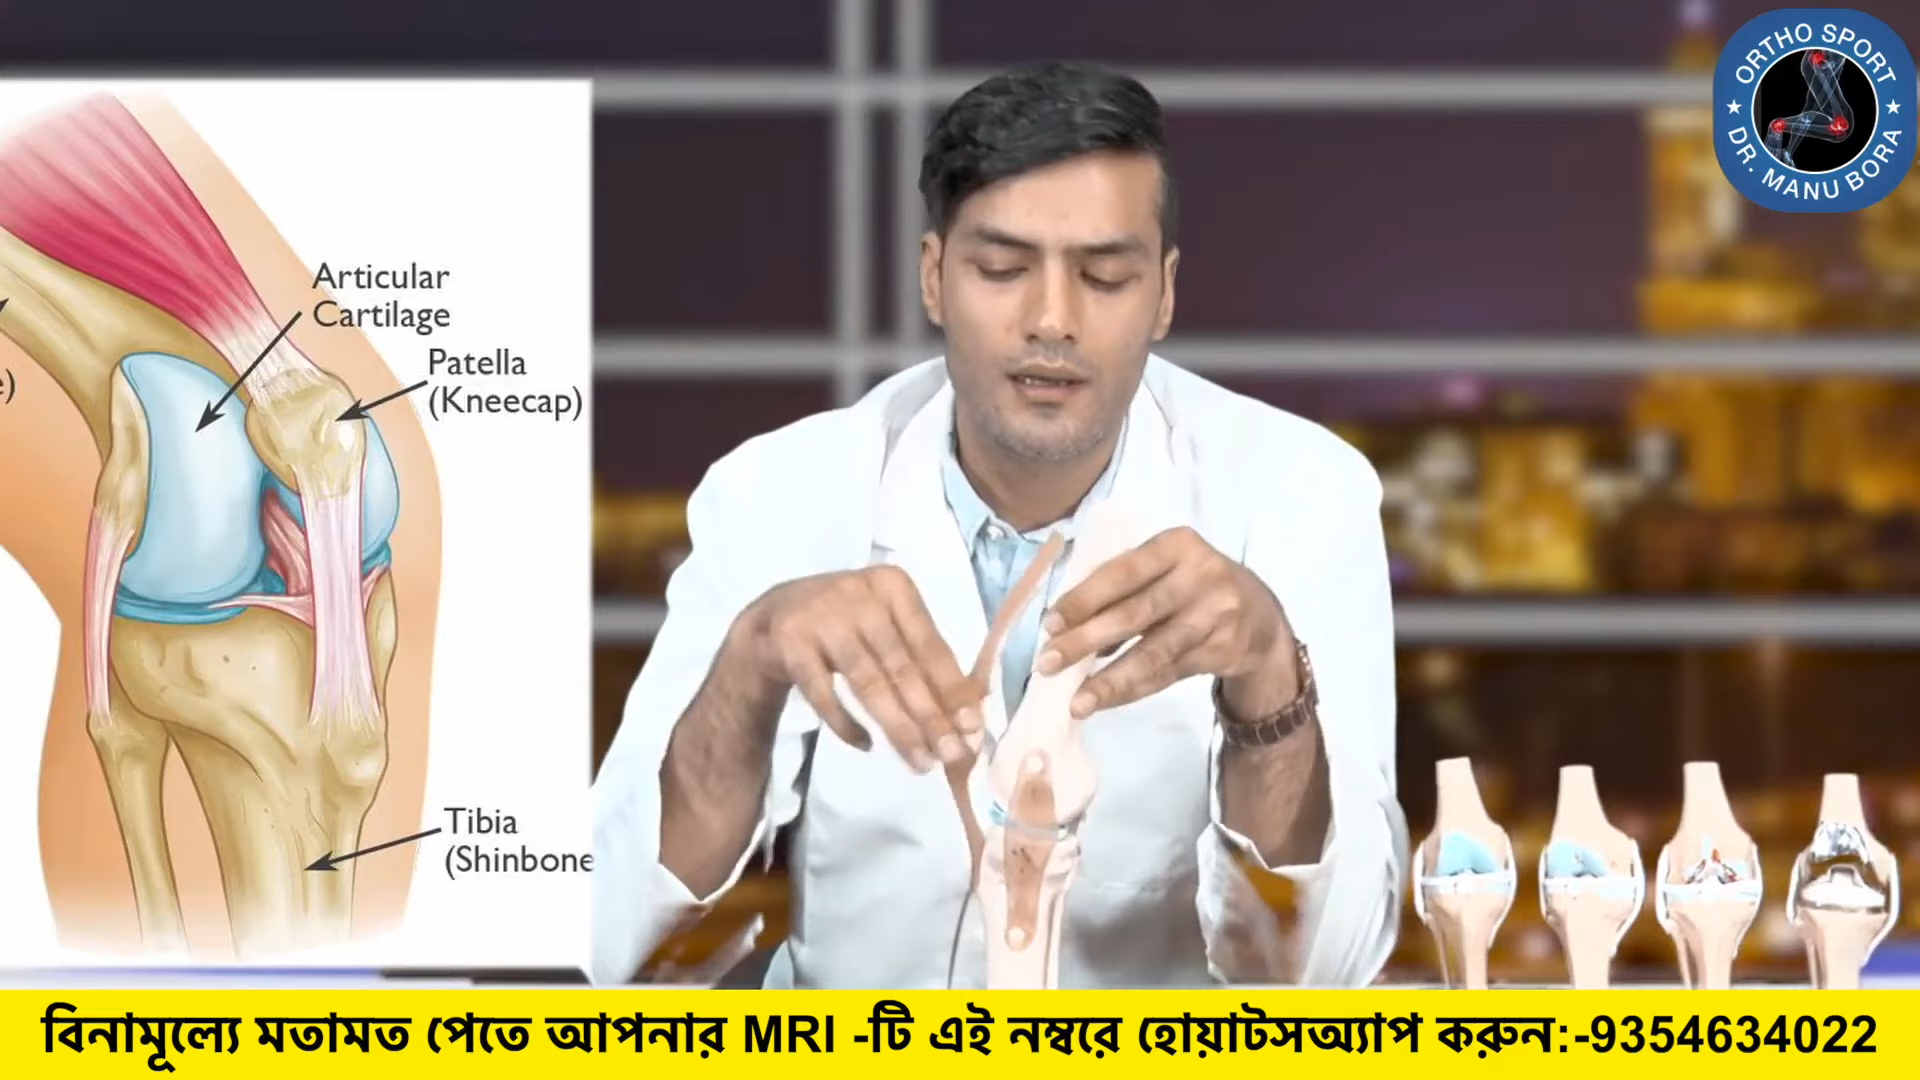 ORTHO SPORT
DR. MANU BORA
Articular
Cartilage
Patella
(Kneecap)
Tibia
(Shinbone
বিনামূল্যে মতামত পেতে আপনার MRI -টি এই নম্বরে হোয়াটসঅ্যাপ করুন:-9354634022